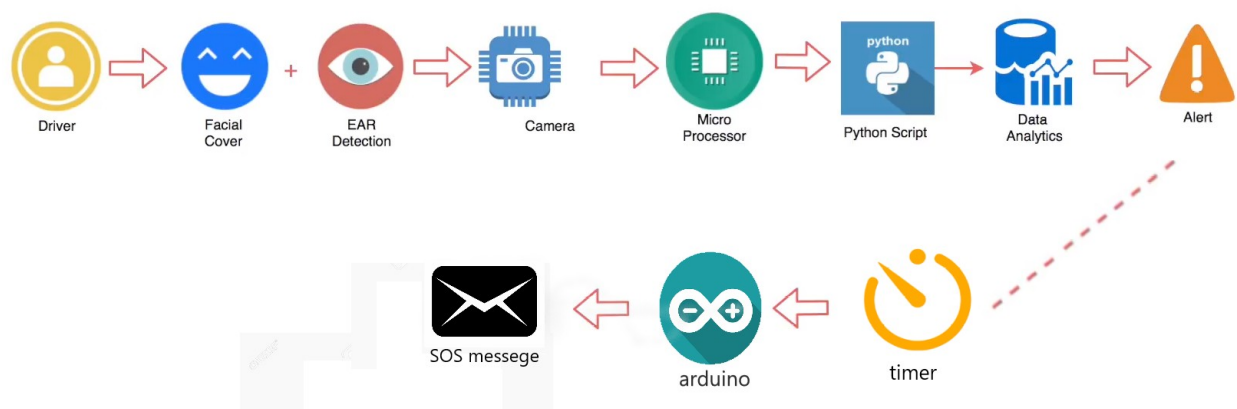 python
Driver
Facial
Cover
+
EAR
Detection
Camera
Micro
Processor
Python Script
Data
Analytics
Alert
SOS messege
arduino
timer